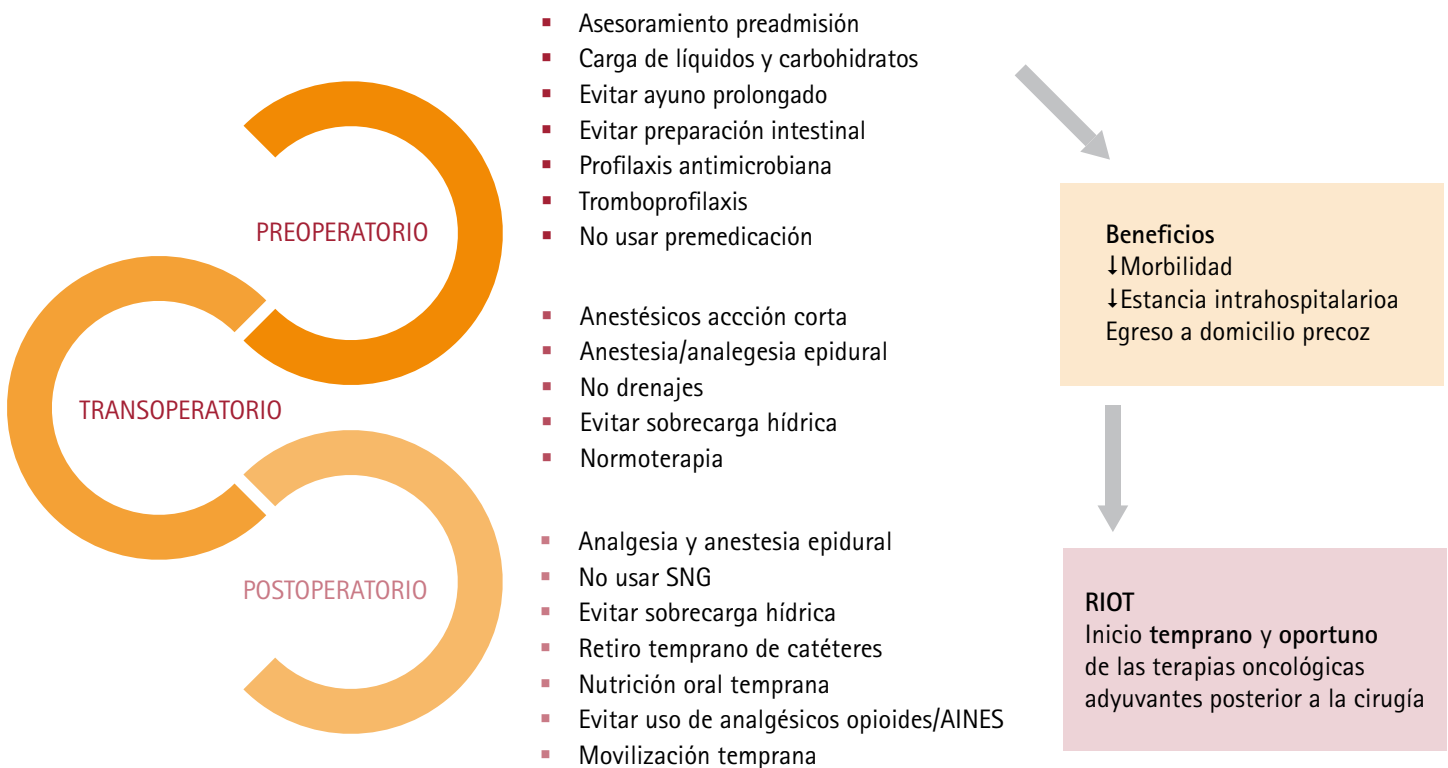 PREOPERATORIO
▪ Asesoramiento preadmisión
▪ Carga de líquidos y carbohidratos
▪ Evitar ayuno prolongado
▪ Evitar preparación intestinal
▪ Profilaxis antimicrobiana
▪ Tromboprofilaxis
▪ No usar premedicación
TRANSOPERATORIO
▪ Anestésicos accción corta
▪ Anestesia/analegesia epidural
▪ No drenajes
▪ Evitar sobrecarga hídrica
▪ Normoterapia
POSTOPERATORIO
▪ Analgesia y anestesia epidural
▪ No usar SNG
▪ Evitar sobrecarga hídrica
▪ Retiro temprano de catéteres
▪ Nutrición oral temprana
▪ Evitar uso de analgésicos opioides/AINES
▪ Movilización temprana
Beneficios
↓Morbilidad
↓Estancia intrahospitalarioa
Egreso a domicilio precoz
RIOT
Inicio temprano y oportuno
de las terapias oncológicas
adyuvantes posterior a la cirugía